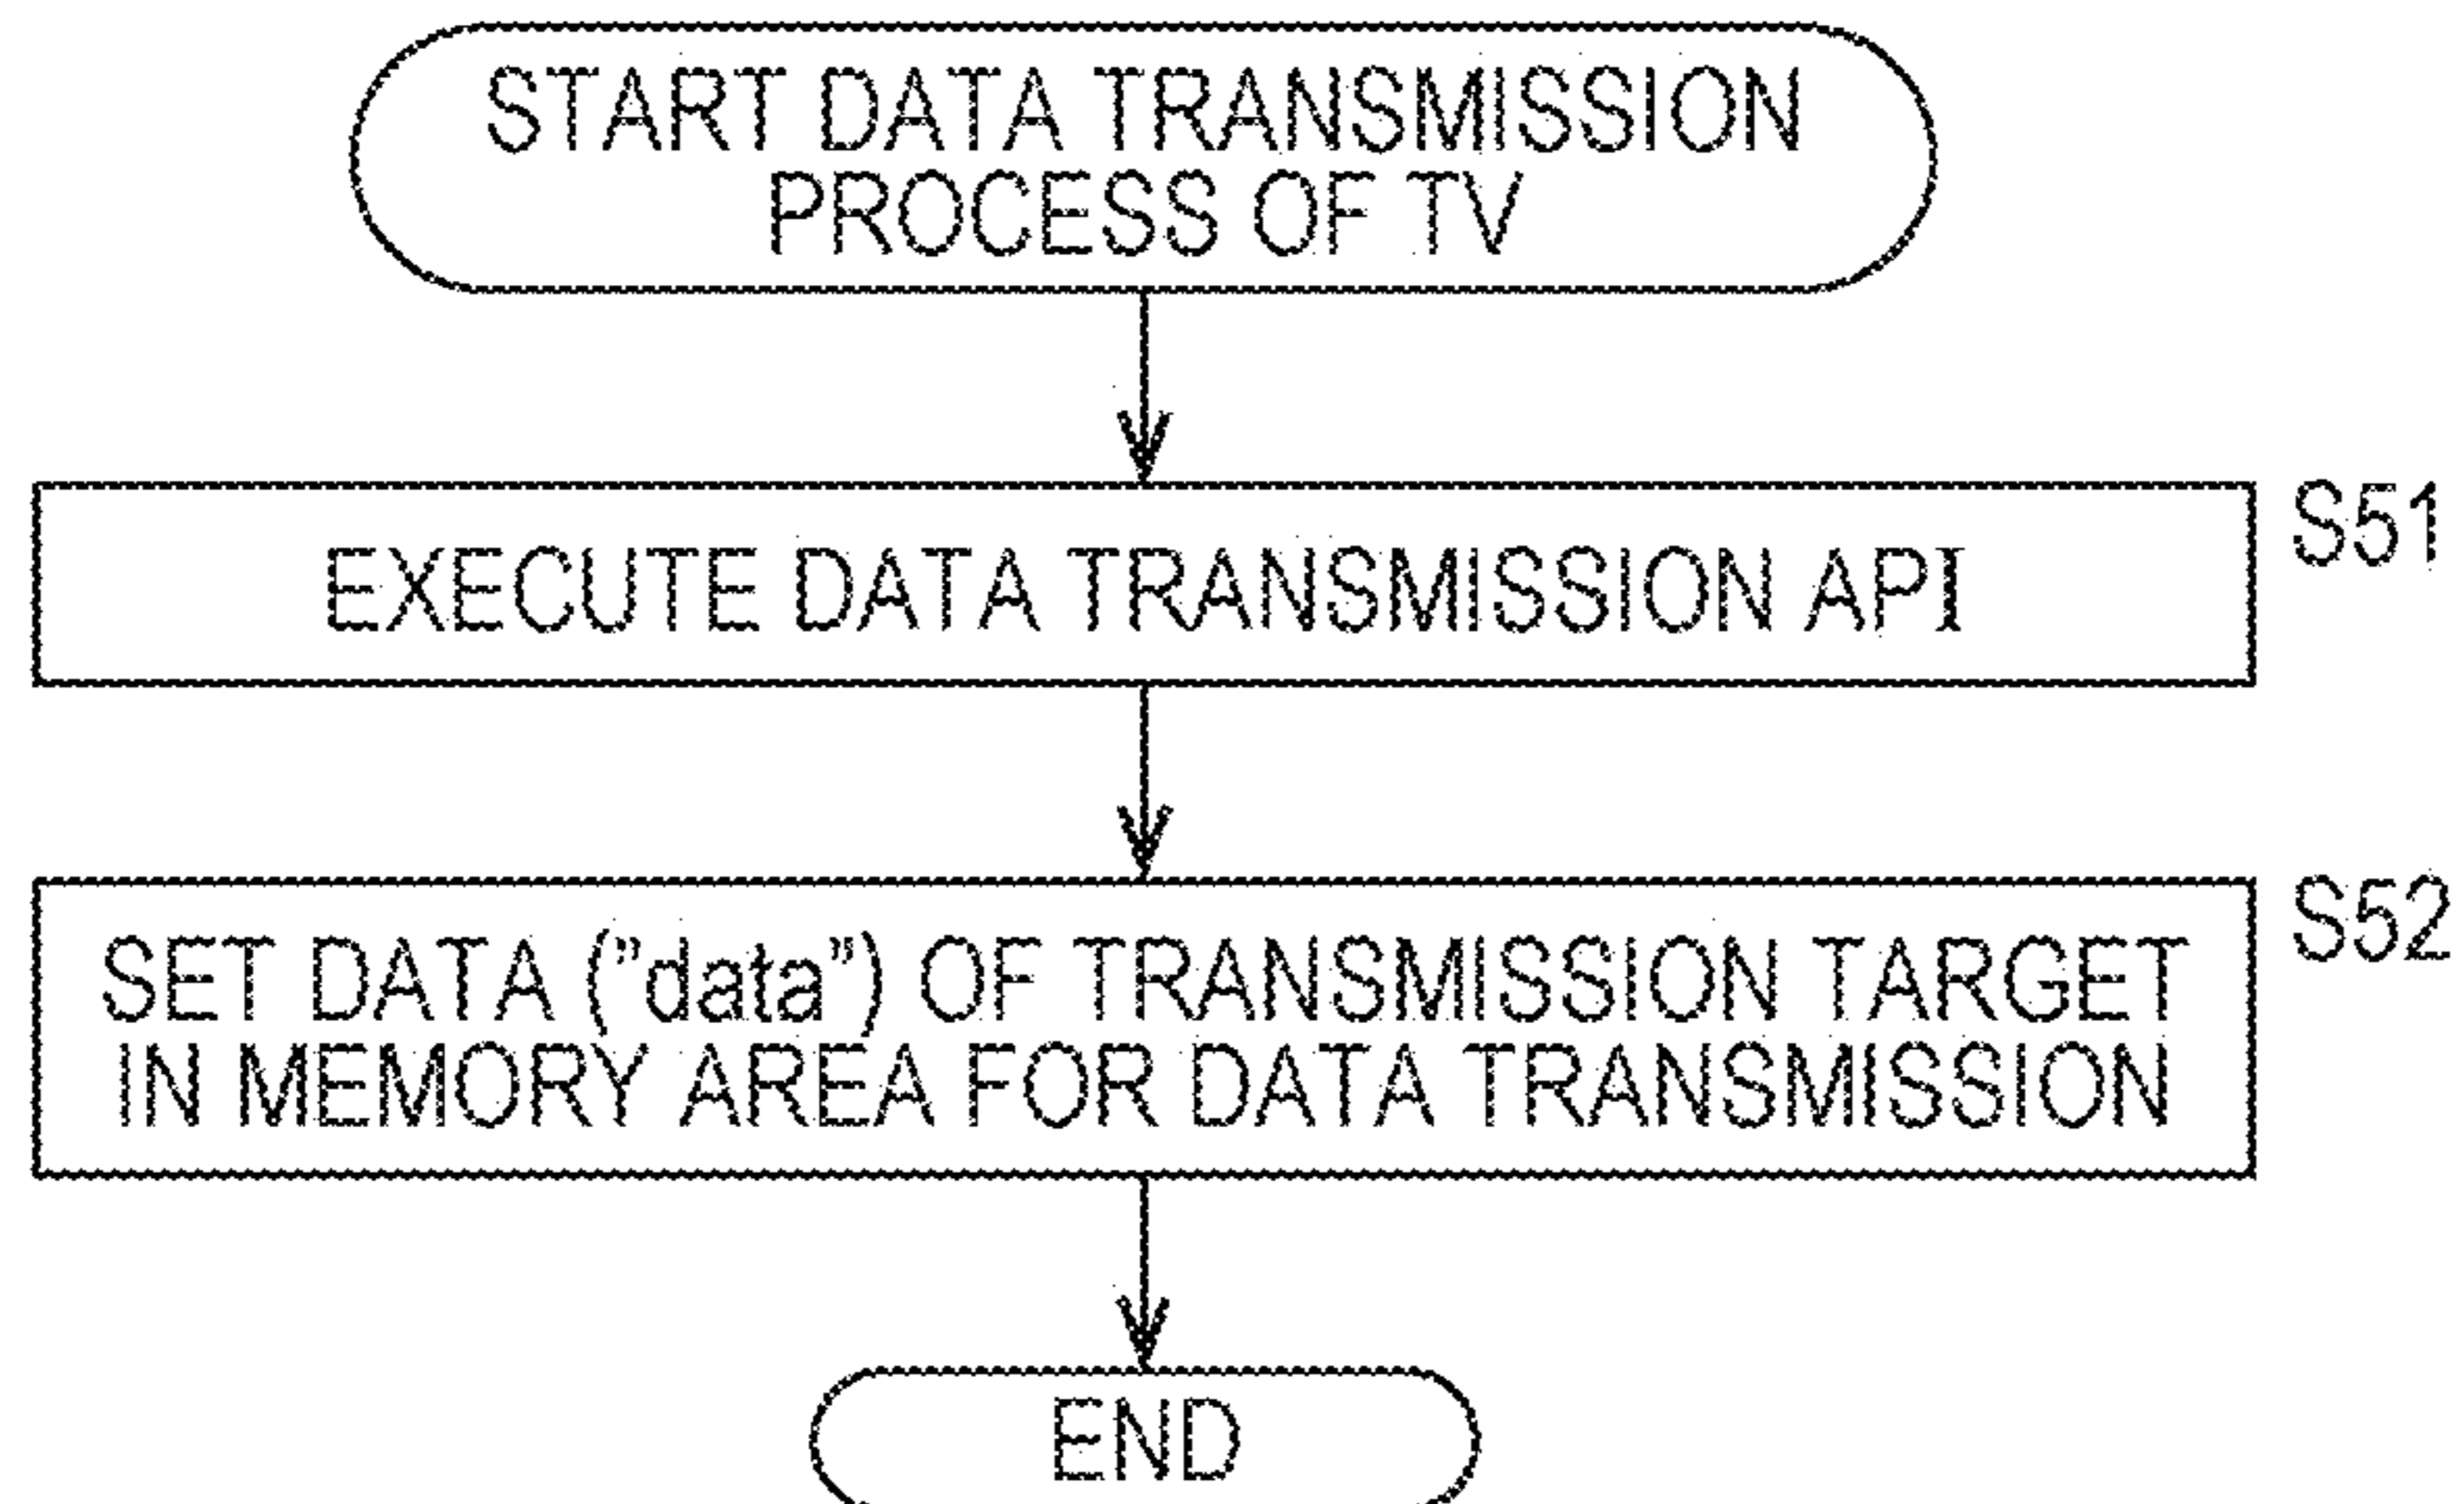 START DATA TRANSMISSION
PROCESS OF TV
EXECUTE DATA TRANSMISSION API
S51
SET DATA ("data") OF TRANSMISSION TARGET
IN MEMORY AREA FOR DATA TRANSMISSION
S52
END